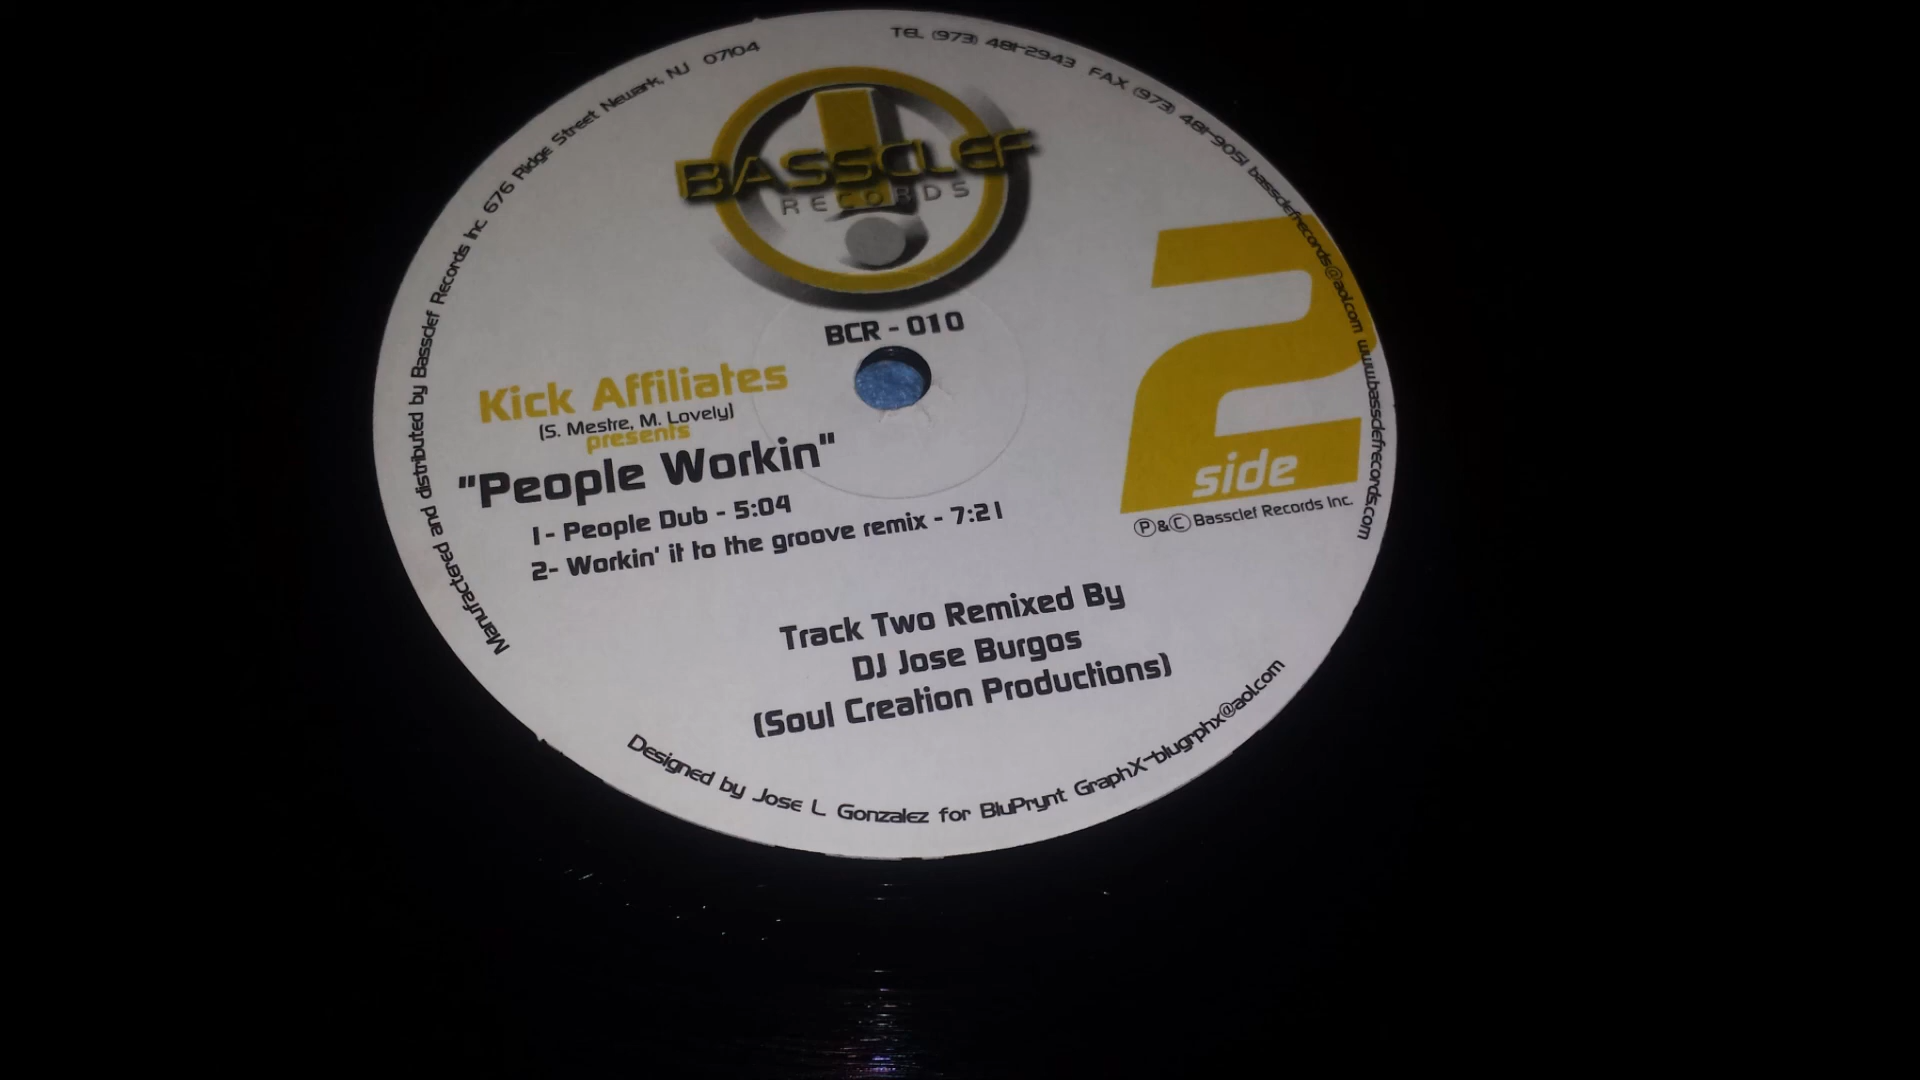 Manufactered and distributed by Bassclef Records Inc. 676 Ridge Street Newark, NJ 07104
TEL (973) 481-2943 FAX (973) 481-9051 bassclefrecords@aol.com www.bassclefrecords.com
BASSCLEF
RECORDS
BCR - 010
Kick Affiliates
(S. Mestre, M. Lovely)
presents
"People Workin"
1- People Dub - 5:04
2- Workin' it to the groove remix - 7:21
2
side
Ⓟ&Ⓒ Bassclef Records Inc.
Track Two Remixed By
DJ Jose Burgos
(Soul Creation Productions)
Designed by Jose L Gonzalez for BluPrynt GraphX-blugrphx@aol.com